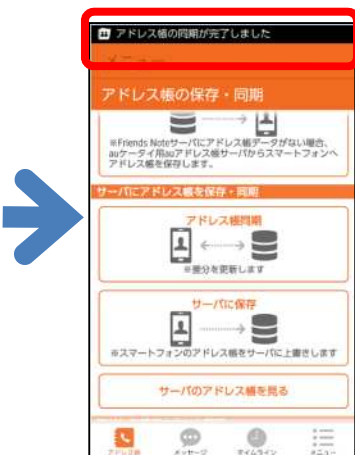 アドレス帳の同期が完了しました
メニュー
アドレス帳の保存・同期
※Friends Noteサーバにアドレス帳データがない場合、
auケータイ用auアドレス帳サーバからスマートフォンへ
アドレス帳を保存します。
サーバにアドレス帳を保存・同期
アドレス帳同期
※差分を更新します
サーバに保存
※スマートフォンのアドレス帳をサーバに上書きします
サーバのアドレス帳を見る
アドレス帳 メッセージ タイムライン メニュー